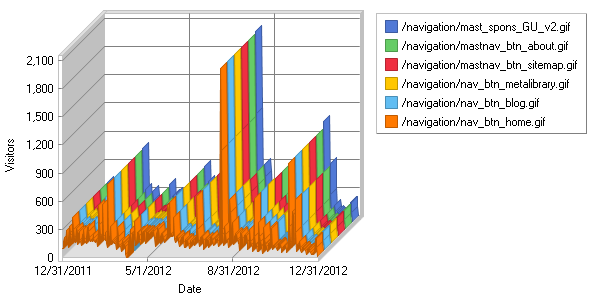 /navigation/mast_spons_GU_v2.gif
/navigation/mastnav_btn_about.gif
/navigation/mastnav_btn_sitemap.gif
/navigation/nav_btn_metalibrary.gif
/navigation/nav_btn_blog.gif
/navigation/nav_btn_home.gif
2,100
1,800
1,500
1,200
900
600
300
0
Visitors
12/31/2011 5/1/2012 8/31/2012 12/31/2012
Date